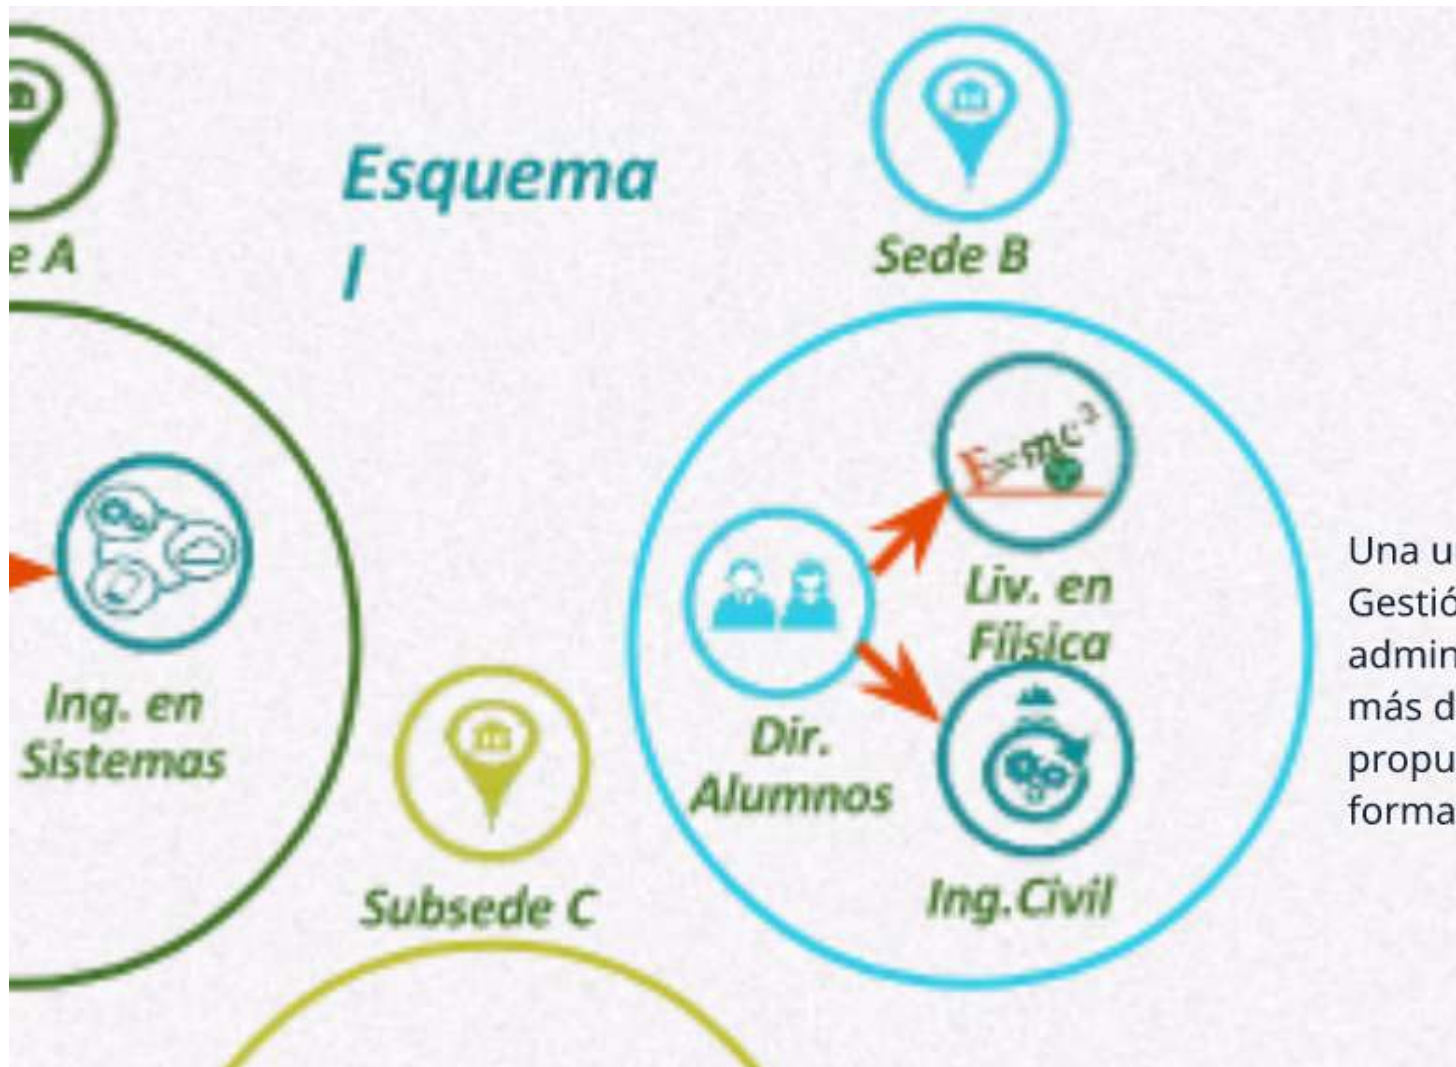 Esquema
I
e A
Sede B
E=mc²
Liv. en
Fíisica
Ing. en
Sistemas
Dir.
Alumnos
Subsede C
Ing.Civil
Una u
Gestió
admin
más d
propu
forma